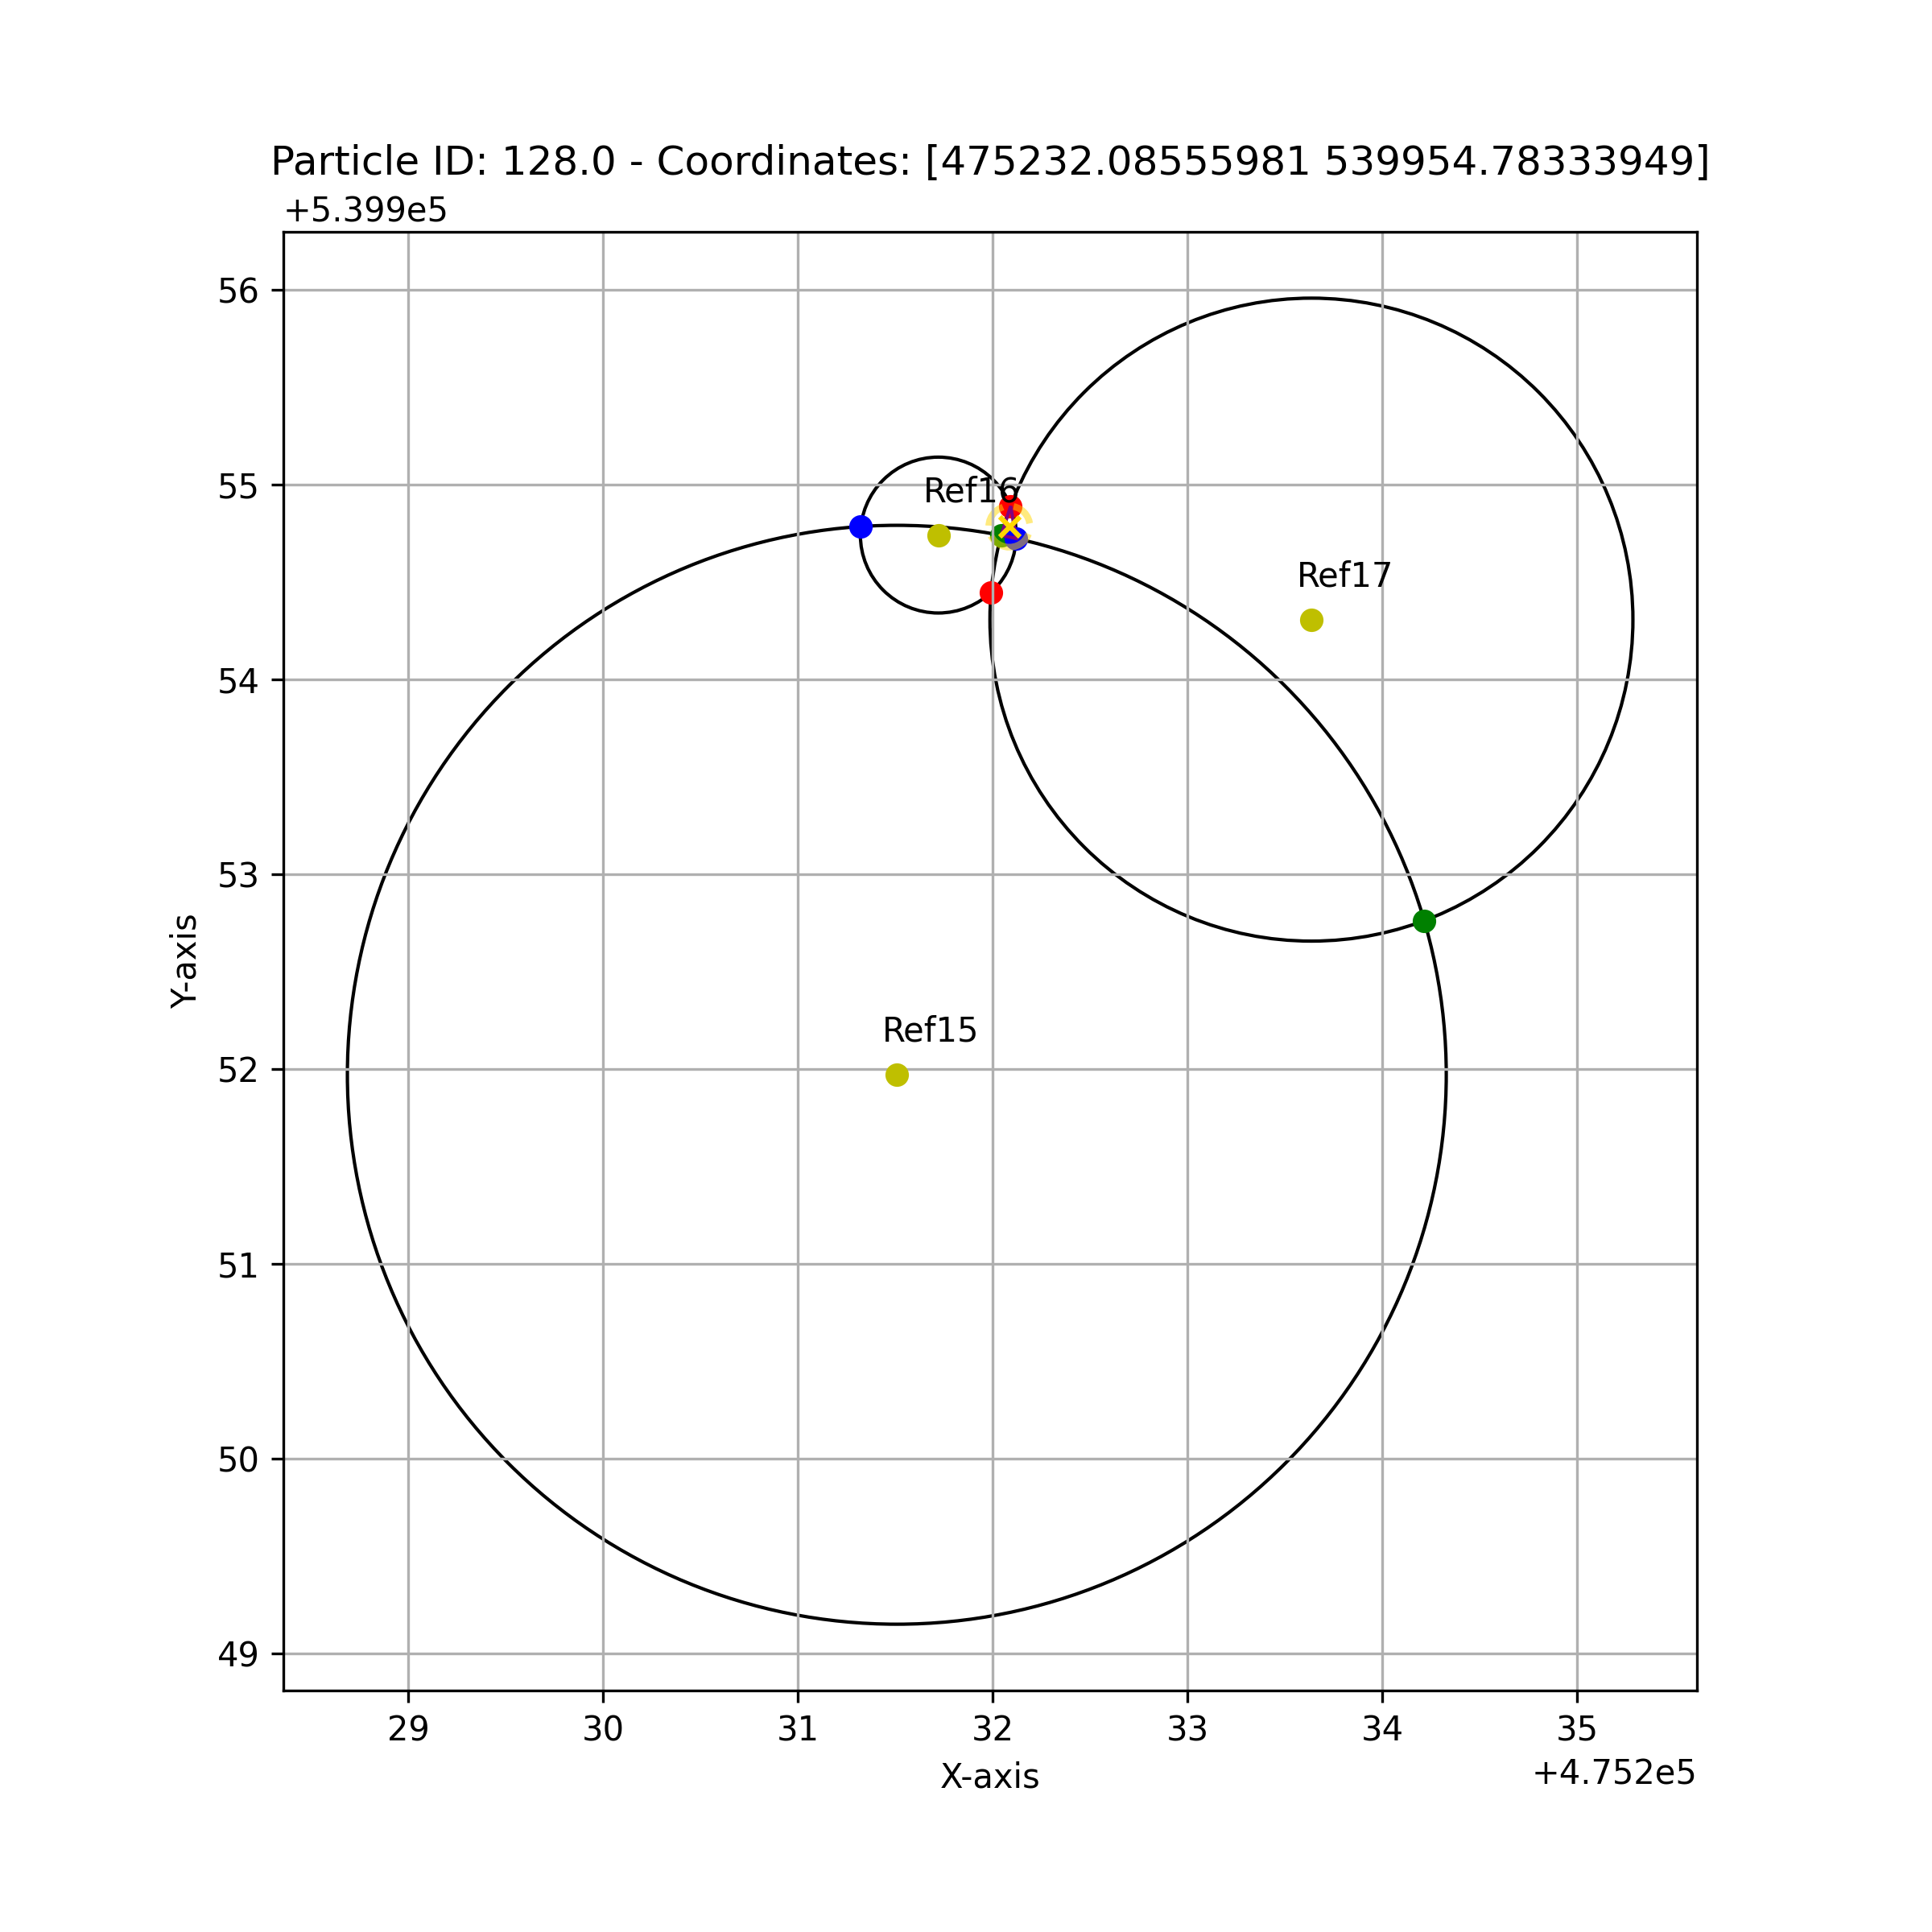 Particle ID: 128.0 - Coordinates: [475232.08555981 539954.78333949]
+5.399e5
56
55
54
53
52
51
50
49
Y-axis
Ref16
Ref17
Ref15
29 30 31 32 33 34 35
X-axis
+4.752e5